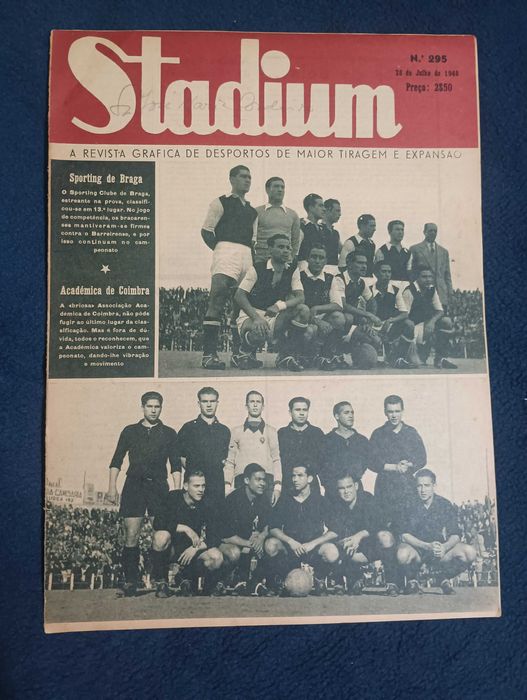 Stadium
N.º 295
28 de Julho de 1948
Preço: 2$50
A REVISTA GRAFICA DE DESPORTOS DE MAIOR TIRAGEM E EXPANSÃO
Sporting de Braga
O Sporting Clube de Braga,
estreante na prova, classifi-
cou-se em 13.º lugar. No jogo
de competência, os bracaren-
ses mantiveram-se firmes
contra o Barreirense, e por
isso continuam no cam-
peonato
Académica de Coimbra
A «briosa» Associação Aca-
démica de Coimbra, não pôde
fugir ao último lugar da clas-
sificação. Mas é fora de dú-
vida, todos o reconhecem, que
a Académica valoriza o cam-
peonato, dando-lhe vibração
e movimento